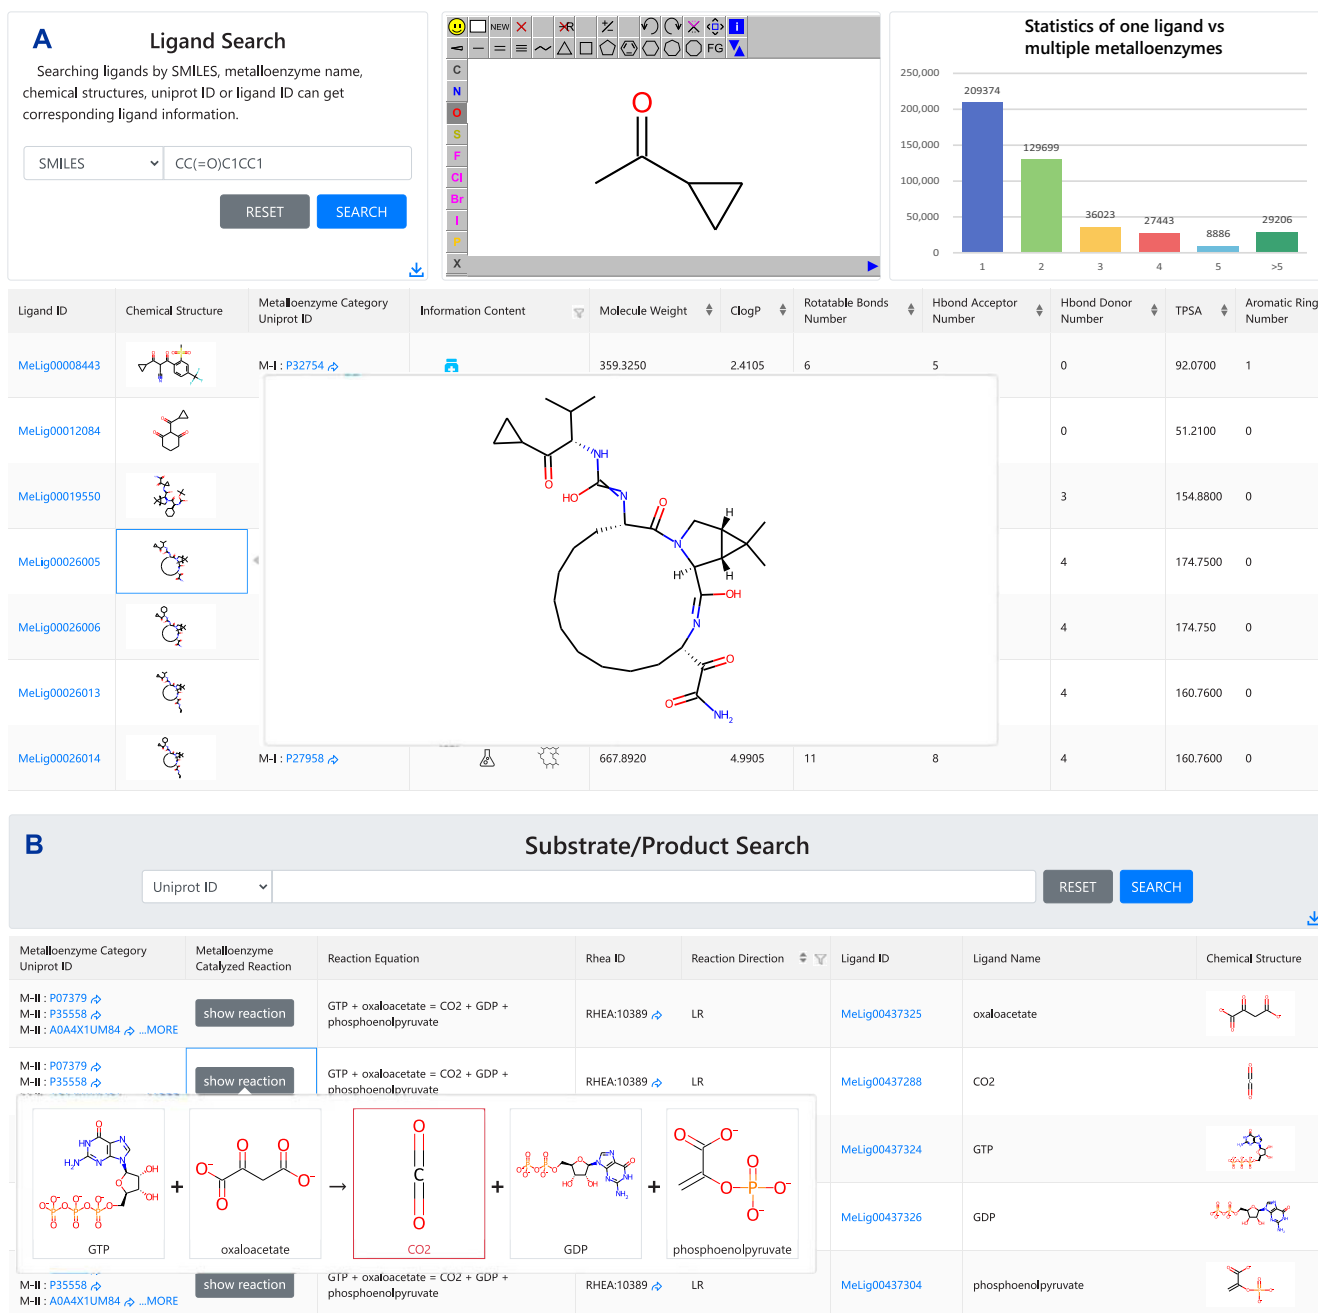 A
Ligand Search
Searching ligands by SMILES, metalloenzyme name,
chemical structures, uniprot ID or ligand ID can get
corresponding ligand information.
SMILES CC(=O)C1CC1
RESET SEARCH
NEW R +/- i
FG
C
N
O
S
F
Cl
Br
I
P
X
O
Statistics of one ligand vs
multiple metalloenzymes
250,000
200,000
150,000
100,000
50,000
0
209374
129699
36023
27443
8886
29206
1 2 3 4 5 >5
Ligand ID Chemical Structure Metalloenzyme Category Information Content Molecule Weight ClogP Rotatable Bonds Hbond Acceptor Hbond Donor TPSA Aromatic Ring
Uniprot ID Number Number Number Number
MeLig00008443 M-I : P32754 359.3250 2.4105 6 5 0 92.0700 1
MeLig00012084 0 51.2100 0
MeLig00019550 3 154.8800 0
MeLig00026005 4 174.7500 0
MeLig00026006 4 174.750 0
MeLig00026013 4 160.7600 0
MeLig00026014 M-I : P27958 667.8920 4.9905 11 8 4 160.7600 0
NH
O
HO
N
O
H
N
H
H
OH
N
O
O
NH2
B
Substrate/Product Search
Uniprot ID RESET SEARCH
Metalloenzyme Category Metalloenzyme Reaction Equation Rhea ID Reaction Direction Ligand ID Ligand Name Chemical Structure
Uniprot ID Catalyzed Reaction
M-II : P07379
M-II : P35558
M-II : A0A4X1UM84 ...MORE
show reaction
GTP + oxaloacetate = CO2 + GDP +
phosphoenolpyruvate
RHEA:10389 LR MeLig00437325 oxaloacetate
M-II : P07379
M-II : P35558
show reaction
GTP + oxaloacetate = CO2 + GDP +
phosphoenolpyruvate
RHEA:10389 LR MeLig00437288 CO2
MeLig00437324 GTP
MeLig00437326 GDP
GTP + oxaloacetate → CO2 + GDP + phosphoenolpyruvate
M-II : P35558
M-II : A0A4X1UM84 ...MORE
show reaction
GTP + oxaloacetate = CO2 + GDP +
phosphoenolpyruvate
RHEA:10389 LR MeLig00437304 phosphoenolpyruvate